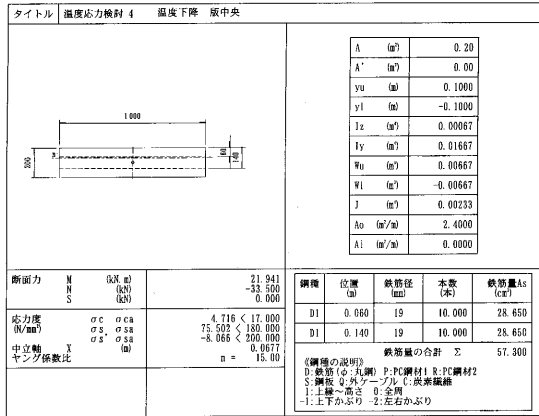 タイトル 温度応力検討 4 温度下降 版中央
1000
200
60
140
A (m²) 0.20
A' (m²) 0.00
yu (m) 0.1000
yl (m) -0.1000
Iz (m⁴) 0.00067
Iy (m⁴) 0.01667
Wu (m³) 0.00667
Wl (m³) -0.00667
J (m⁴) 0.00233
Ao (m²/m) 2.4000
Ai (m²/m) 0.0000
断面力 M (kN.m) 21.941
N (kN) -33.500
S (kN) 0.000
応力度 σc σca 4.716 < 17.000
(N/mm²) σs σsa 75.502 < 180.000
σs' σsa -8.066 < 200.000
中立軸 X (m) 0.0677
ヤング係数比 n = 15.00
鋼種 位置 (m) 鉄筋径 (mm) 本数 (本) 鉄筋量As (cm²)
D1 0.060 19 10.000 28.650
D1 0.140 19 10.000 28.650
鉄筋量の合計 Σ 57.300
《鋼種の説明》
D:鉄筋(φ:丸鋼) P:PC鋼材1 R:PC鋼材2
S:鋼板 Q:外ケーブル C:炭素繊維
1:上縁~高さ 0:全周
-1:上下かぶり -2:左右かぶり